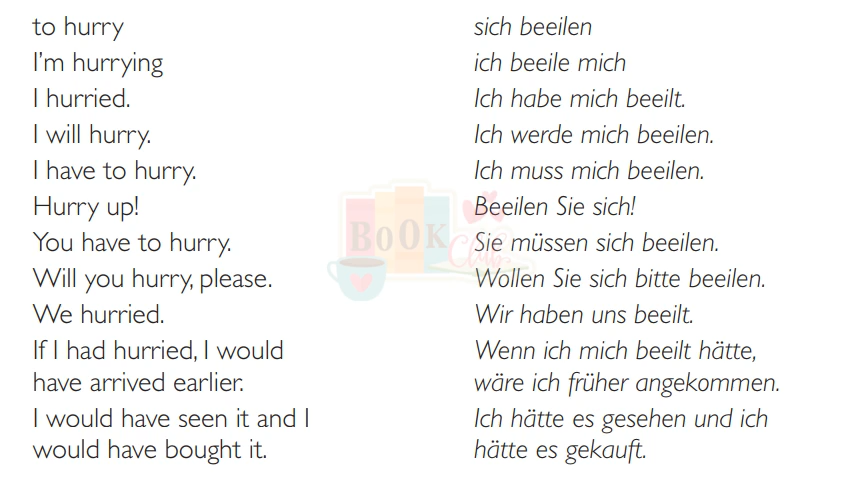 to hurry sich beeilen
I'm hurrying ich beeile mich
I hurried. Ich habe mich beeilt.
I will hurry. Ich werde mich beeilen.
I have to hurry. Ich muss mich beeilen.
Hurry up! Beeilen Sie sich!
You have to hurry. Sie müssen sich beeilen.
Will you hurry, please. Wollen Sie sich bitte beeilen.
We hurried. Wir haben uns beeilt.
If I had hurried, I would Wenn ich mich beeilt hätte,
have arrived earlier. wäre ich früher angekommen.
I would have seen it and I Ich hätte es gesehen und ich
would have bought it. hätte es gekauft.
BOOK
Club